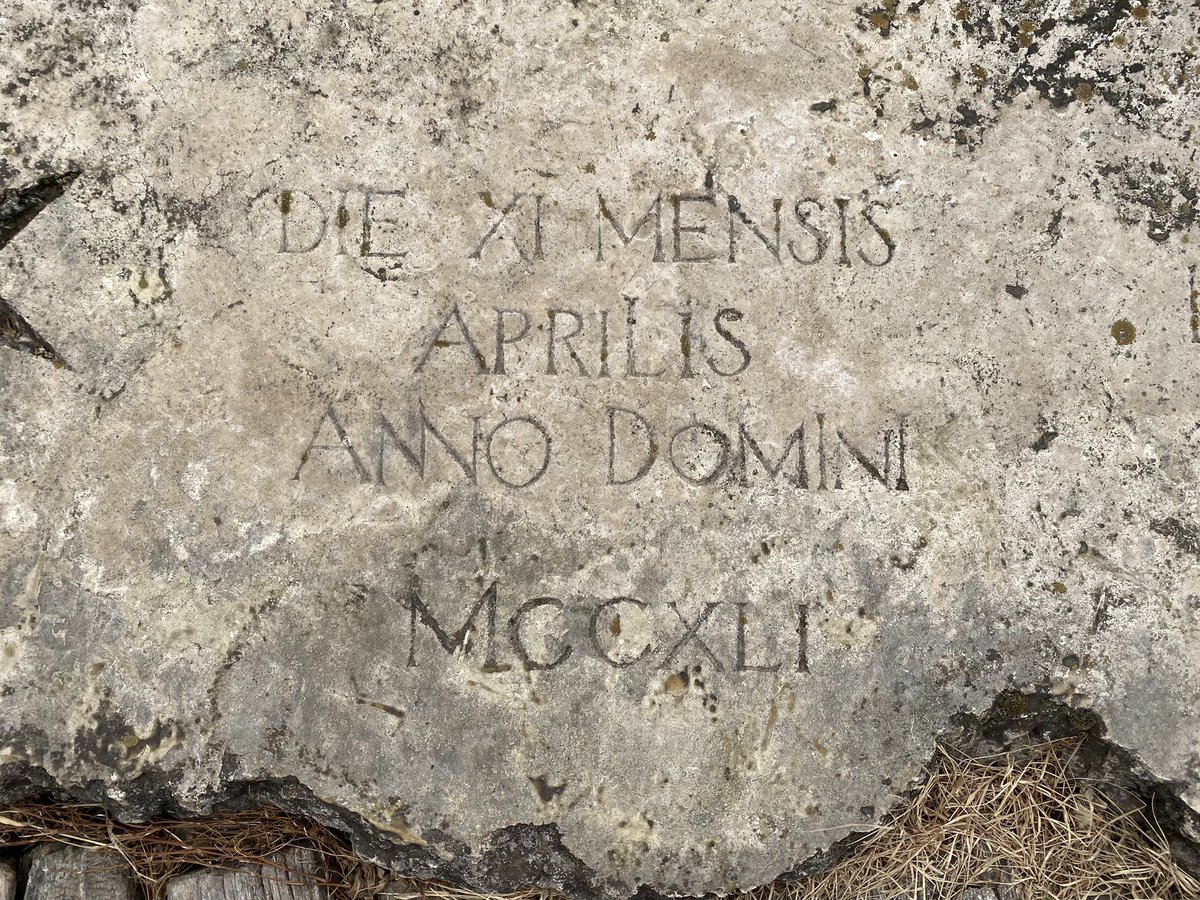 DIE XI MENSIS
APRILIS
ANNO DOMINI
MCCXLI